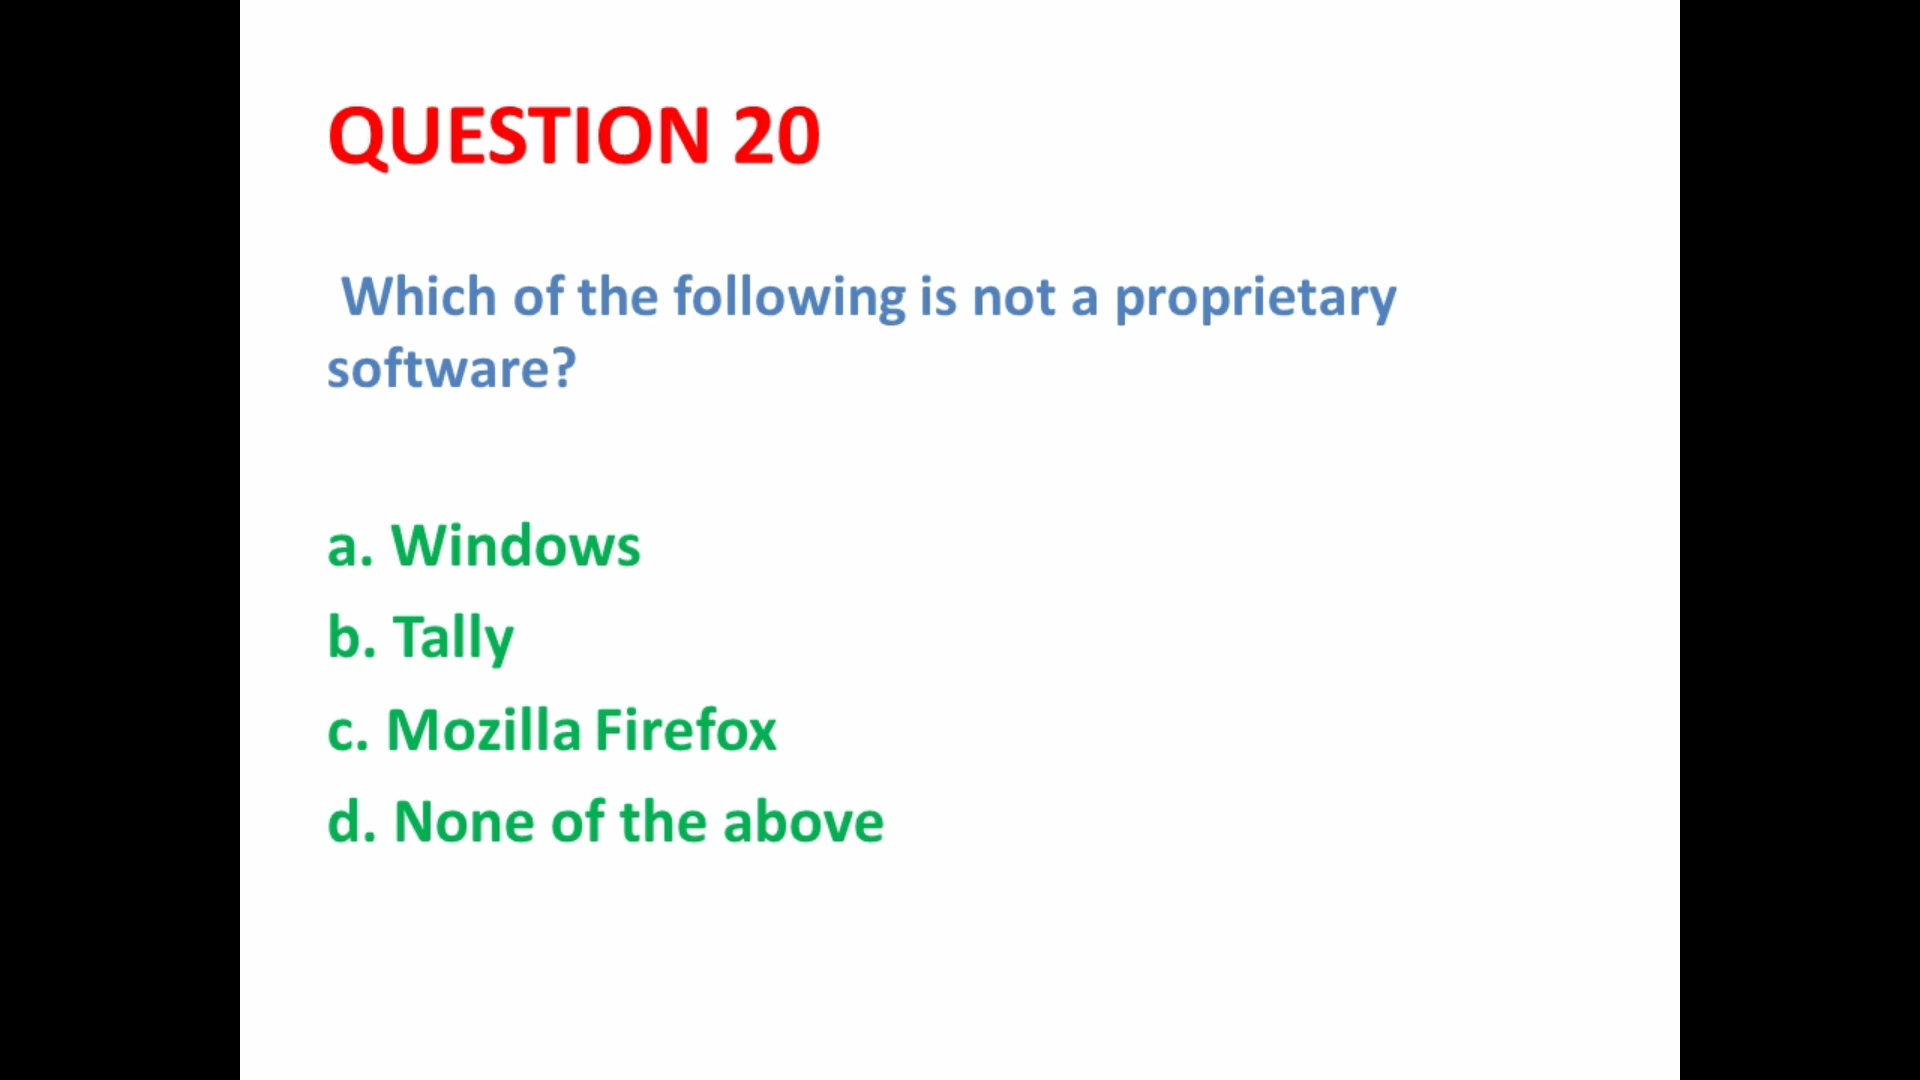 QUESTION 20
Which of the following is not a proprietary
software?
a. Windows
b. Tally
c. Mozilla Firefox
d. None of the above